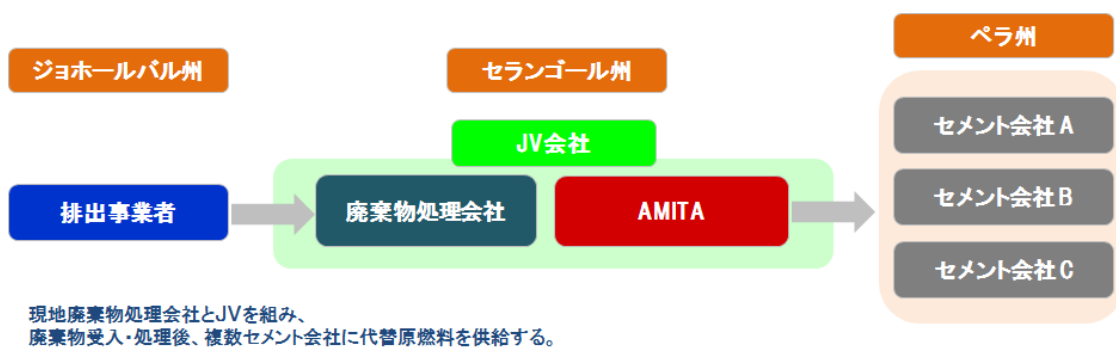 ペラ州
ジョホールバル州
セランゴール州
JV会社
排出事業者
廃棄物処理会社
AMITA
セメント会社A
セメント会社B
セメント会社C
現地廃棄物処理会社とJVを組み、
廃棄物受入・処理後、複数セメント会社に代替原燃料を供給する。